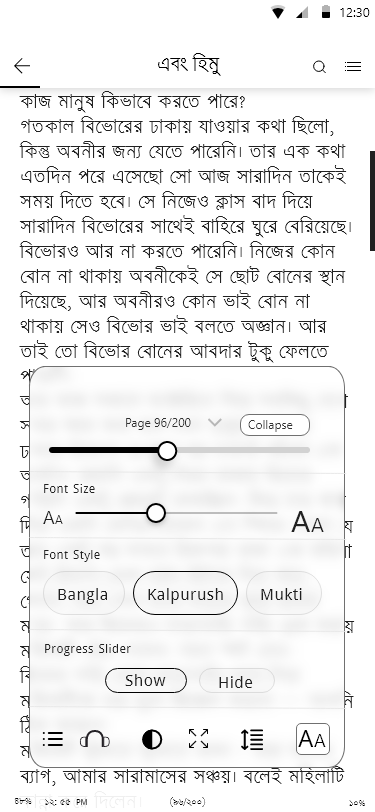 12:30
এবং হিমু
কাজ মানুষ কিভাবে করতে পারে?
গতকাল বিভোরের ঢাকায় যাওয়ার কথা ছিলো,
কিন্তু অবনীর জন্য যেতে পারেনি। তার এক কথা
এতদিন পরে এসেছো সো আজ সারাদিন তাকেই
সময় দিতে হবে। সে নিজেও ক্লাস বাদ দিয়ে
সারাদিন বিভোরের সাথেই বাহিরে ঘুরে বেরিয়েছে।
বিভোরও আর না করতে পারেনি। নিজের কোন
বোন না থাকায় অবনীকেই সে ছোট বোনের স্থান
দিয়েছে, আর অবনীরও কোন ভাই বোন না
থাকায় সেও বিভোর ভাই বলতে অজ্ঞান। আর
তাই তো বিভোর বোনের আবদার টুকু ফেলতে
Page 96/200
Collapse
Font Size
AA AA
Font Style
Bangla Kalpurush Mukti
Progress Slider
Show Hide
AA
ব্যাগ, আমার সারামাসের সঞ্চয়। বলেই মহিলাটি
৪৮% ১২: ৫৫ PM দিলেন। (৯৬/২০০) ১০%